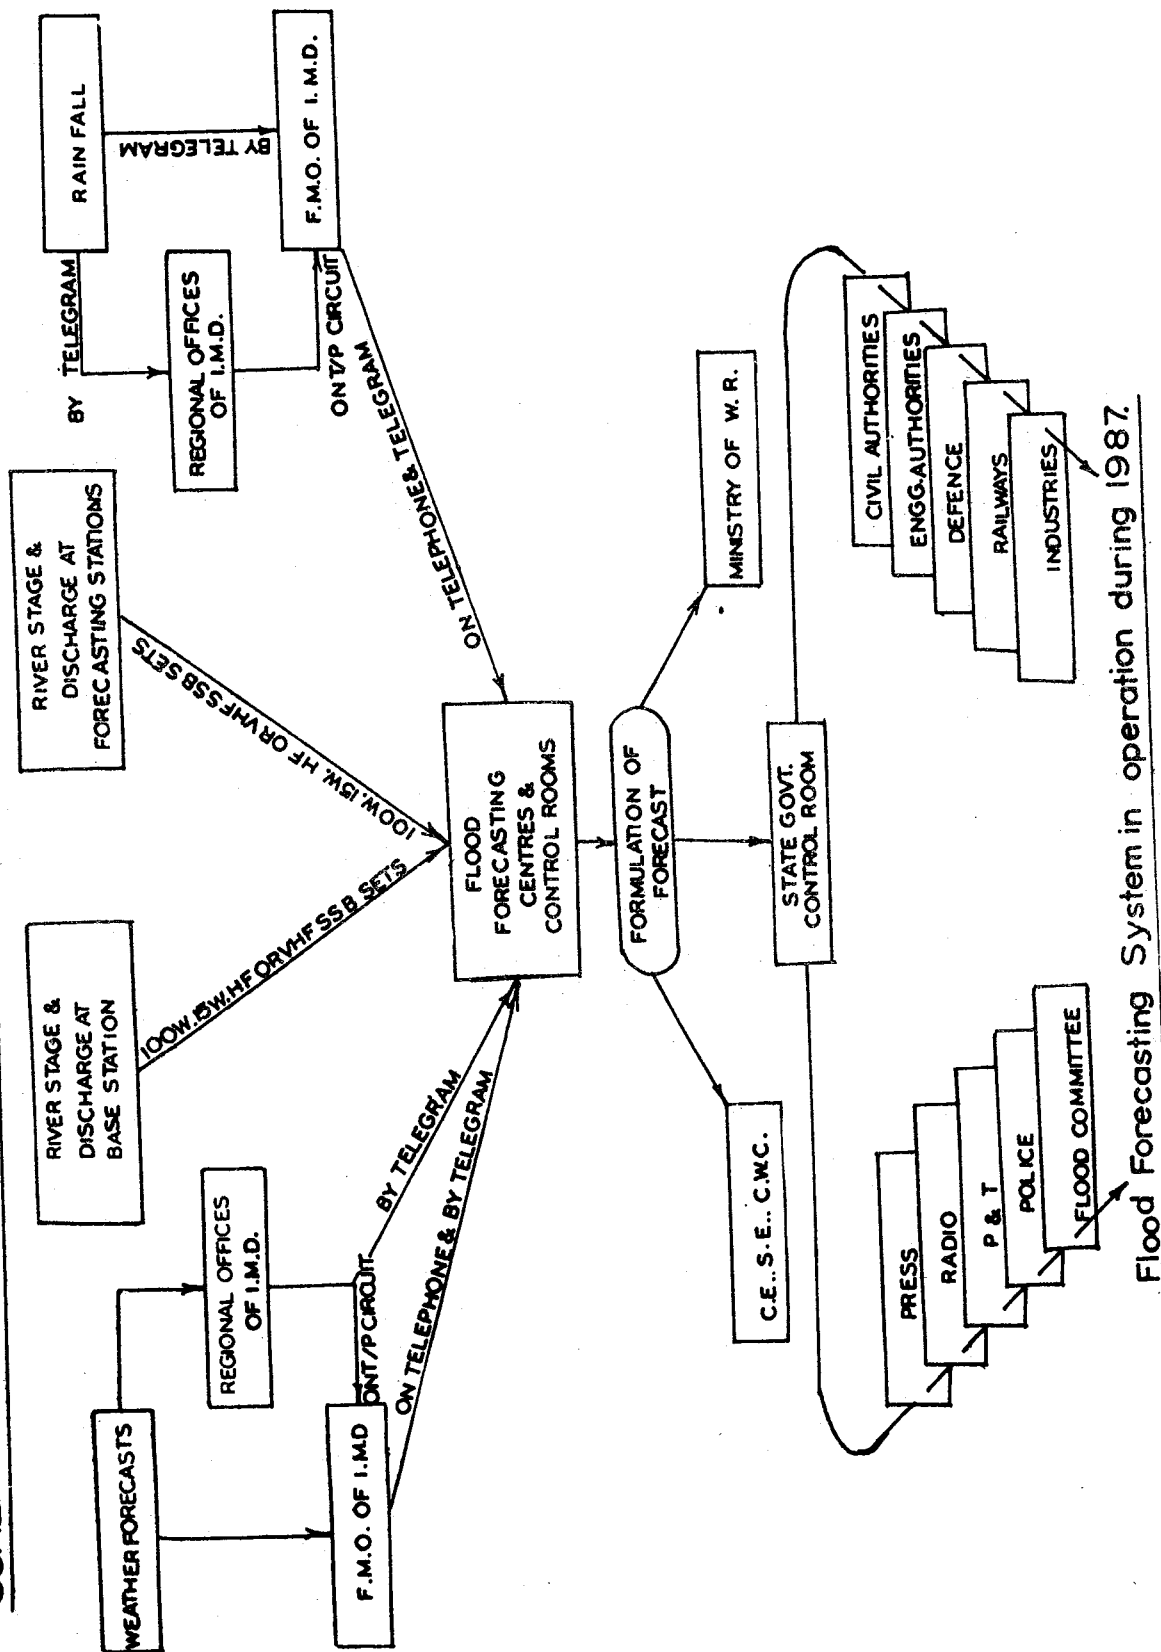 WEATHER FORECASTS
REGIONAL OFFICES
OF I.M.D.
F.M.O. OF I.M.D
ON T/P CIRCUIT
BY TELEGRAM
ON TELEPHONE & BY TELEGRAM
RIVER STAGE &
DISCHARGE AT
BASE STATION
100W.15W.HF OR VHF SSB SETS
RIVER STAGE &
DISCHARGE AT
FORECASTING STATIONS
100W. 15W. HF OR VHF SSB SETS
RAIN FALL
BY TELEGRAM
BY TELEGRAM
REGIONAL OFFICES
OF I.M.D.
F.M.O. OF I.M.D.
ON T/P CIRCUIT
ON TELEPHONE & TELEGRAM
FLOOD
FORECASTING
CENTRES &
CONTROL ROOMS
FORMULATION OF
FORECAST
C.E.. S.E.. C.W.C.
MINISTRY OF W. R.
STATE GOVT.
CONTROL ROOM
PRESS
RADIO
P & T
POLICE
FLOOD COMMITTEE
CIVIL AUTHORITIES
ENGG. AUTHORITIES
DEFENCE
RAILWAYS
INDUSTRIES
Flood Forecasting System in operation during 1987.